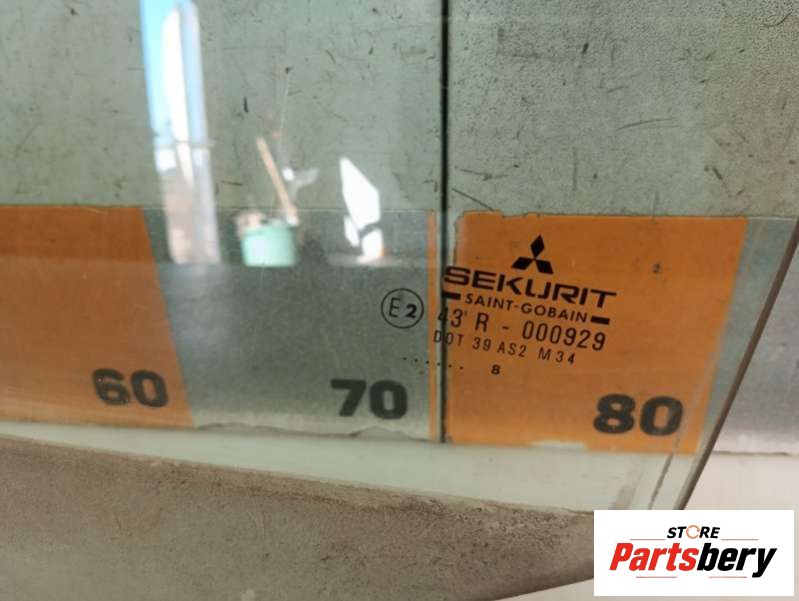 SEKURIT
SAINT-GOBAIN
E2 43 R - 000929
DOT 39 AS2 M34
...... 8
60 70 80
STORE
Partsbery